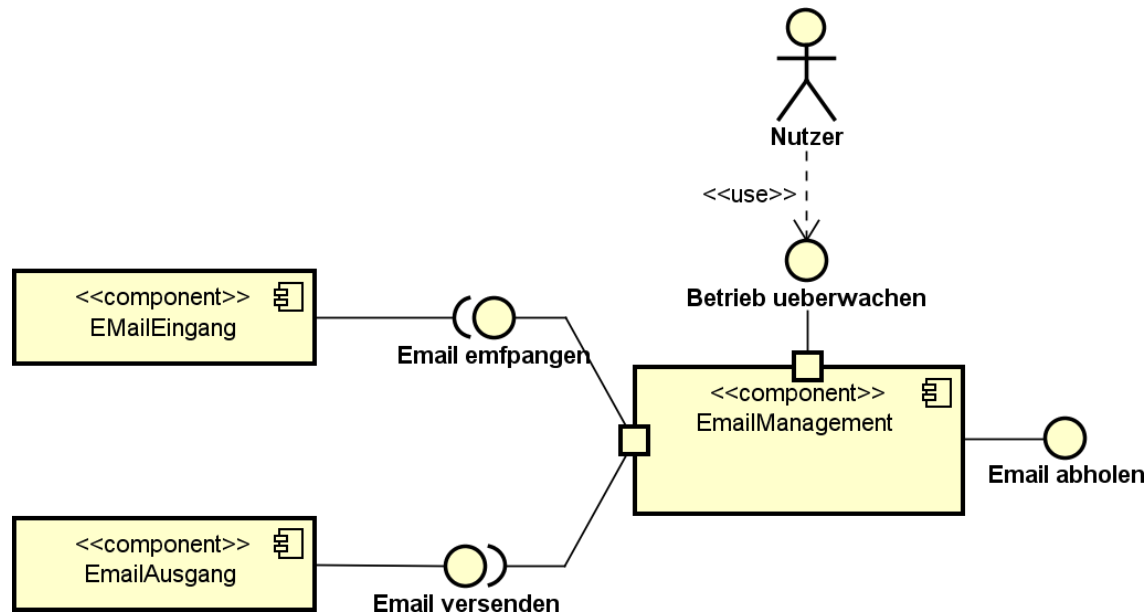 Nutzer
<<use>>
Betrieb ueberwachen
<<component>>
EMailEingang
Email emfpangen
<<component>>
EmailManagement
Email abholen
<<component>>
EmailAusgang
Email versenden